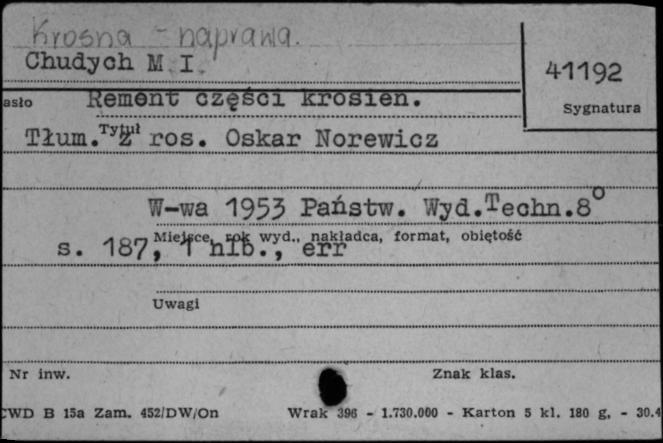 Krosna - naprawa.
Chudych M I
41192
asło
Remont części krosien.
Sygnatura
Tytuł
Tłum. z ros. Oskar Norewicz
W-wa 1953 Państw. Wyd.Techn.8°
Miejsce, rok wyd., nakładca, format, objętość
s. 187, 1 nlb., err
Uwagi
Nr inw. Znak klas.
CWD B 15a Zam. 452/DW/On Wrak 396 - 1.730.000 - Karton 5 kl. 180 g, - 30.4